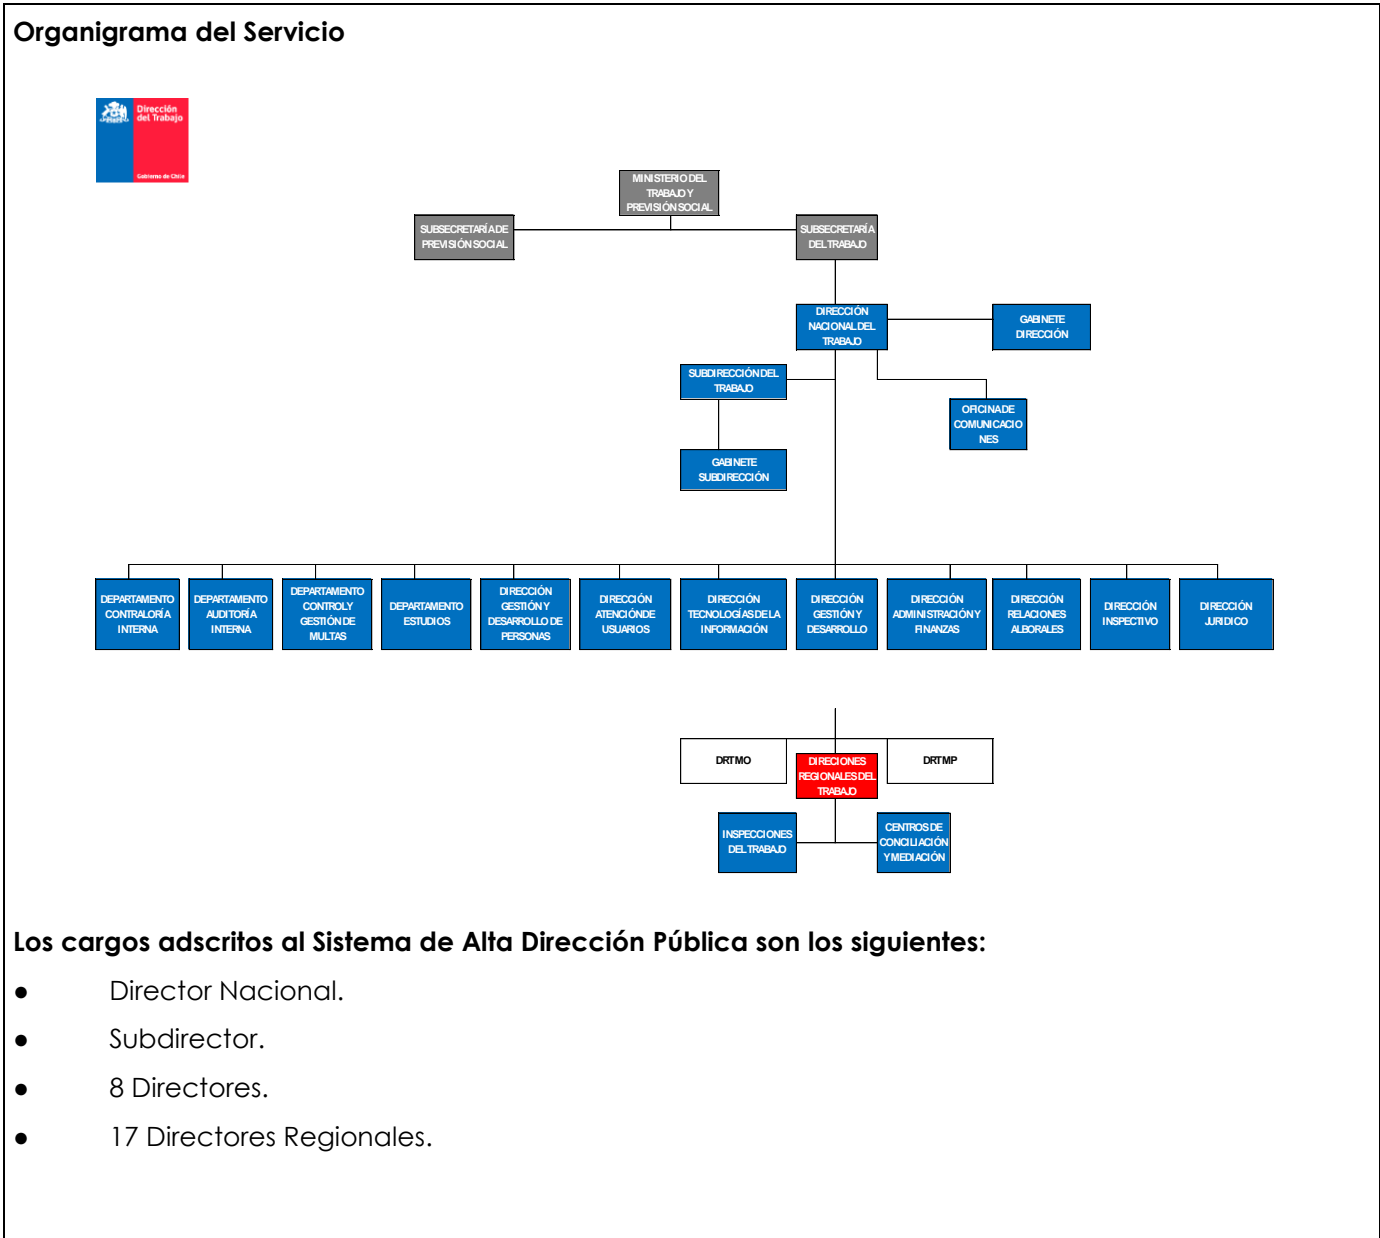 Organigrama del Servicio
Dirección
del Trabajo
Gobierno de Chile
MINISTERIO DEL
TRABAJO Y
PREVISIÓN SOCIAL
SUBSECRETARÍA DE
PREVISIÓN SOCIAL
SUBSECRETARÍA
DEL TRABAJO
DIRECCIÓN
NACIONAL DEL
TRABAJO
GABINETE
DIRECCIÓN
SUBDIRECCIÓN DEL
TRABAJO
OFICINA DE
COMUNICACIO
NES
GABINETE
SUBDIRECCIÓN
DEPARTAMENTO
CONTRALORÍA
INTERNA
DEPARTAMENTO
AUDITORÍA
INTERNA
DEPARTAMENTO
CONTROL Y
GESTIÓN DE
MULTAS
DEPARTAMENTO
ESTUDIOS
DIRECCIÓN
GESTIÓN Y
DESARROLLO DE
PERSONAS
DIRECCIÓN
ATENCIÓN DE
USUARIOS
DIRECCIÓN
TECNOLOGÍAS DE LA
INFORMACIÓN
DIRECCIÓN
GESTIÓN Y
DESARROLLO
DIRECCIÓN
ADMINISTRACIÓN Y
FINANZAS
DIRECCIÓN
RELACIONES
ALBORALES
DIRECCIÓN
INSPECTIVO
DIRECCIÓN
JURIDICO
DRTMO
DIRECIONES
REGIONALES DEL
TRABAJO
DRTMP
INSPECCIONES
DEL TRABAJO
CENTROS DE
CONCILIACIÓN
Y MEDIACIÓN
Los cargos adscritos al Sistema de Alta Dirección Pública son los siguientes:
● Director Nacional.
● Subdirector.
● 8 Directores.
● 17 Directores Regionales.